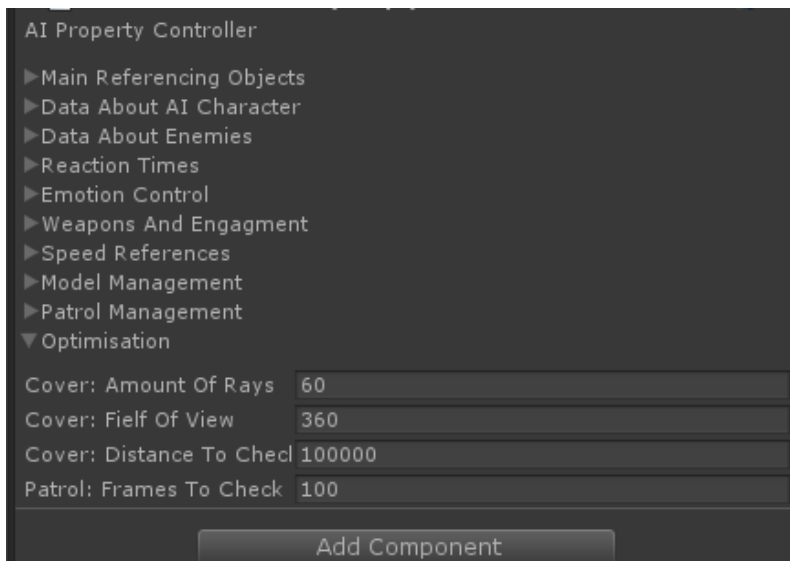 AI Property Controller
Main Referencing Objects
Data About AI Character
Data About Enemies
Reaction Times
Emotion Control
Weapons And Engagment
Speed References
Model Management
Patrol Management
Optimisation
Cover: Amount Of Rays 60
Cover: Fielf Of View 360
Cover: Distance To Checl 100000
Patrol: Frames To Check 100
Add Component